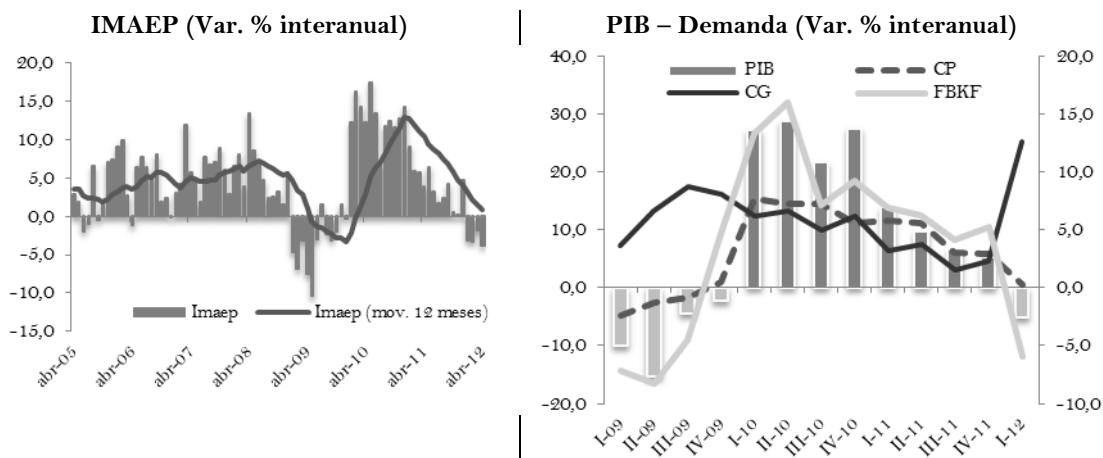 IMAEP (Var. % interanual)
20,0
15,0
10,0
5,0
0,0
-5,0
-10,0
-15,0
Imaep
Imaep (mov. 12 meses)
abr-05
abr-06
abr-07
abr-08
abr-09
abr-10
abr-11
abr-12
PIB – Demanda (Var. % interanual)
40,0
30,0
20,0
10,0
0,0
-10,0
-20,0
PIB
CP
CG
FBKF
20,0
15,0
10,0
5,0
0,0
-5,0
-10,0
I-09
II-09
III-09
IV-09
I-10
II-10
III-10
IV-10
I-11
II-11
III-11
IV-11
I-12